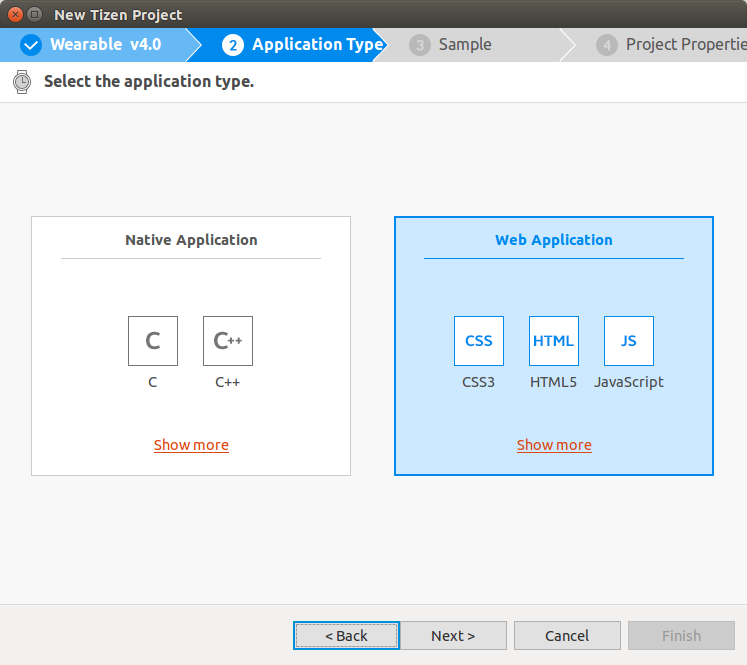 New Tizen Project
Wearable v4.0
2 Application Type
3 Sample
4 Project Propertie
Select the application type.
Native Application
C C++
C C++
Show more
Web Application
CSS HTML JS
CSS3 HTML5 JavaScript
Show more
< Back Next > Cancel Finish